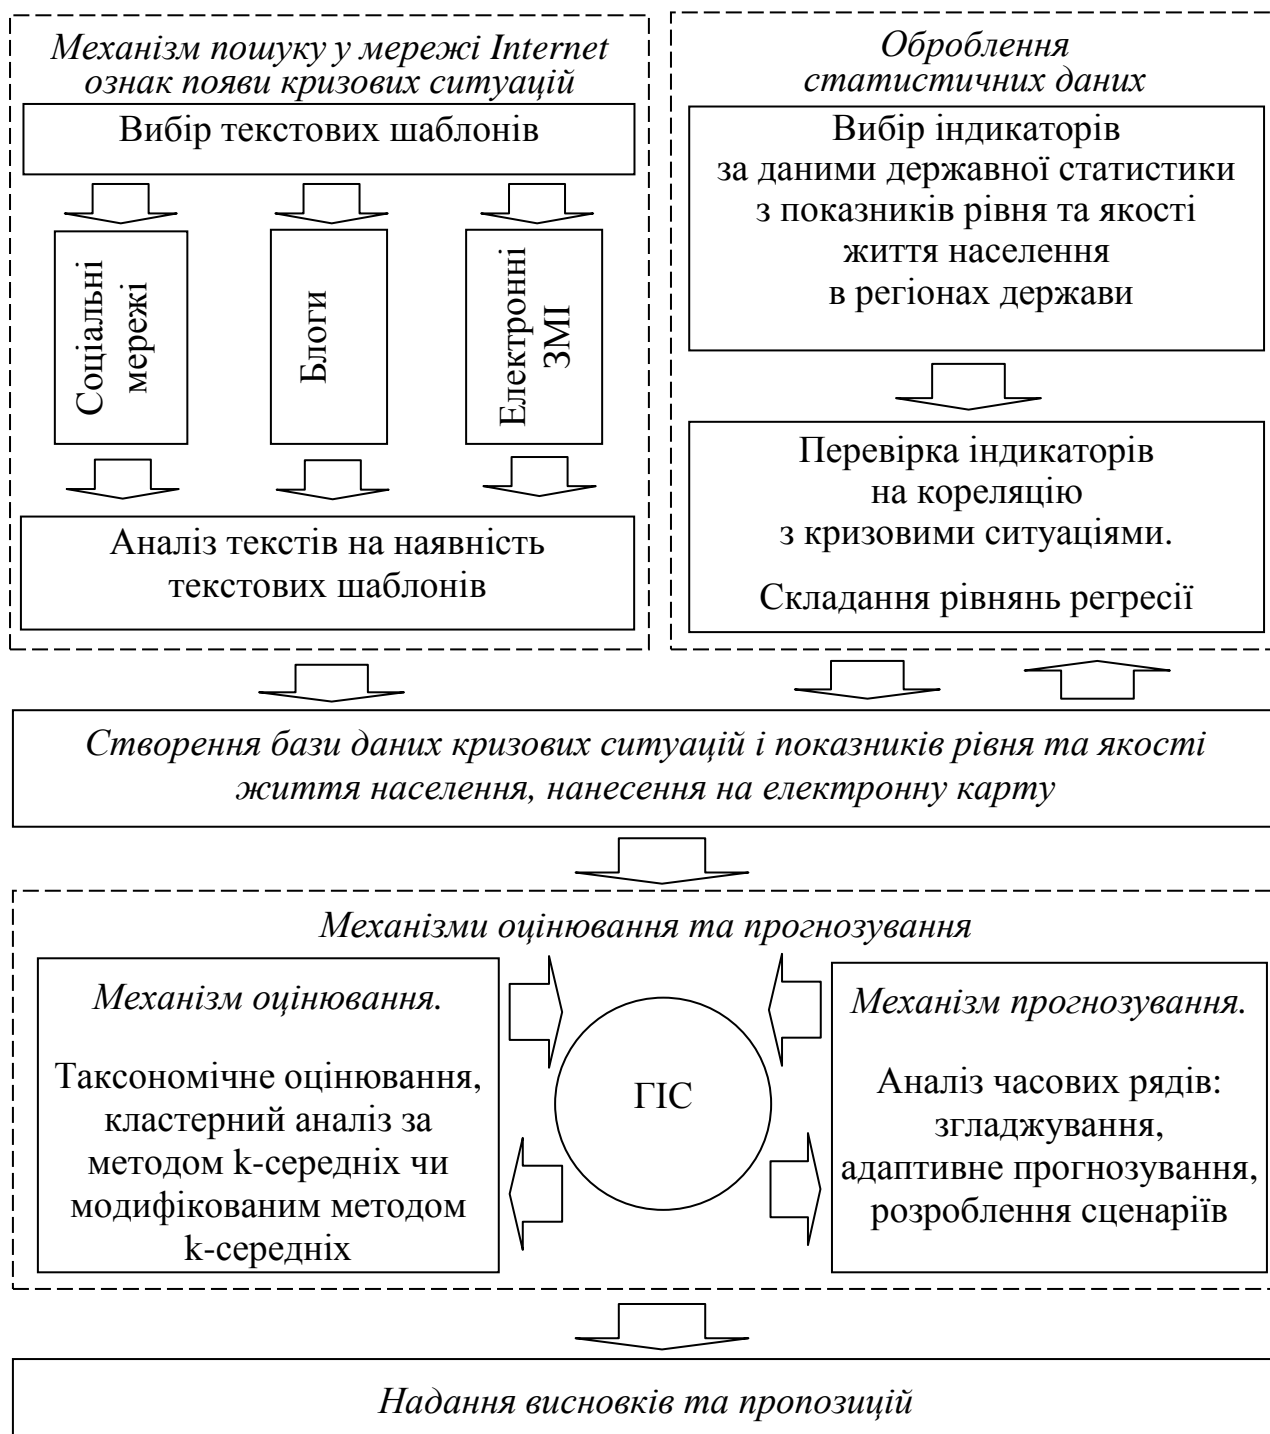 Механізм пошуку у мережі Internet
ознак появи кризових ситуацій
Вибір текстових шаблонів
Соціальні
мережі
Блоги
Електронні
ЗМІ
Аналіз текстів на наявність
текстових шаблонів
Оброблення
статистичних даних
Вибір індикаторів
за даними державної статистики
з показників рівня та якості
життя населення
в регіонах держави
Перевірка індикаторів
на кореляцію
з кризовими ситуаціями.
Складання рівнянь регресії
Створення бази даних кризових ситуацій і показників рівня та якості
життя населення, нанесення на електронну карту
Механізми оцінювання та прогнозування
Механізм оцінювання.
Таксономічне оцінювання,
кластерний аналіз за
методом k-середніх чи
модифікованим методом
k-середніх
ГІС
Механізм прогнозування.
Аналіз часових рядів:
згладжування,
адаптивне прогнозування,
розроблення сценаріїв
Надання висновків та пропозицій